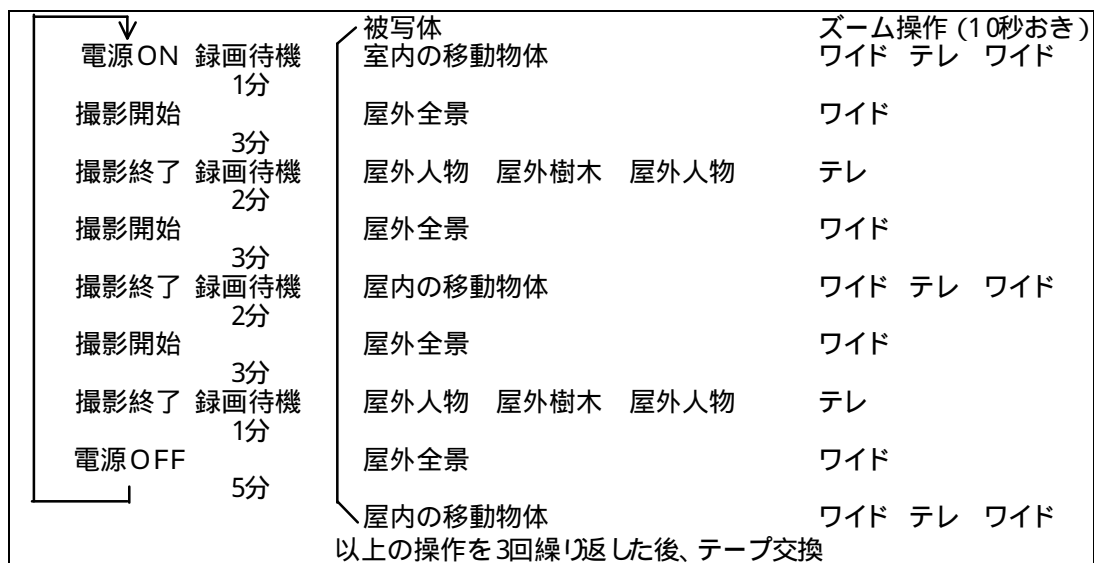 被写体 ズーム操作 (10秒おき)
電源ON 録画待機 室内の移動物体 ワイド テレ ワイド
1分
撮影開始 屋外全景 ワイド
3分
撮影終了 録画待機 屋外人物 屋外樹木 屋外人物 テレ
2分
撮影開始 屋外全景 ワイド
3分
撮影終了 録画待機 屋内の移動物体 ワイド テレ ワイド
2分
撮影開始 屋外全景 ワイド
3分
撮影終了 録画待機 屋外人物 屋外樹木 屋外人物 テレ
1分
電源OFF 屋外全景 ワイド
5分
屋内の移動物体 ワイド テレ ワイド
以上の操作を3回繰り返した後、テープ交換